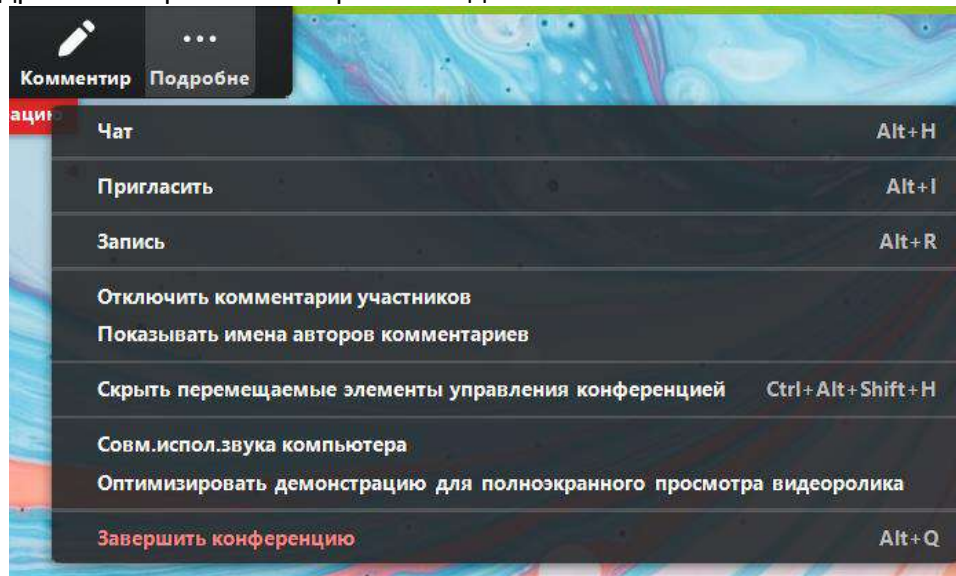 Комментир Подробне
ацию
Чат Alt+H
Пригласить Alt+I
Запись Alt+R
Отключить комментарии участников
Показывать имена авторов комментариев
Скрыть перемещаемые элементы управления конференцией Ctrl+Alt+Shift+H
Совм.испол.звука компьютера
Оптимизировать демонстрацию для полноэкранного просмотра видеоролика
Завершить конференцию Alt+Q